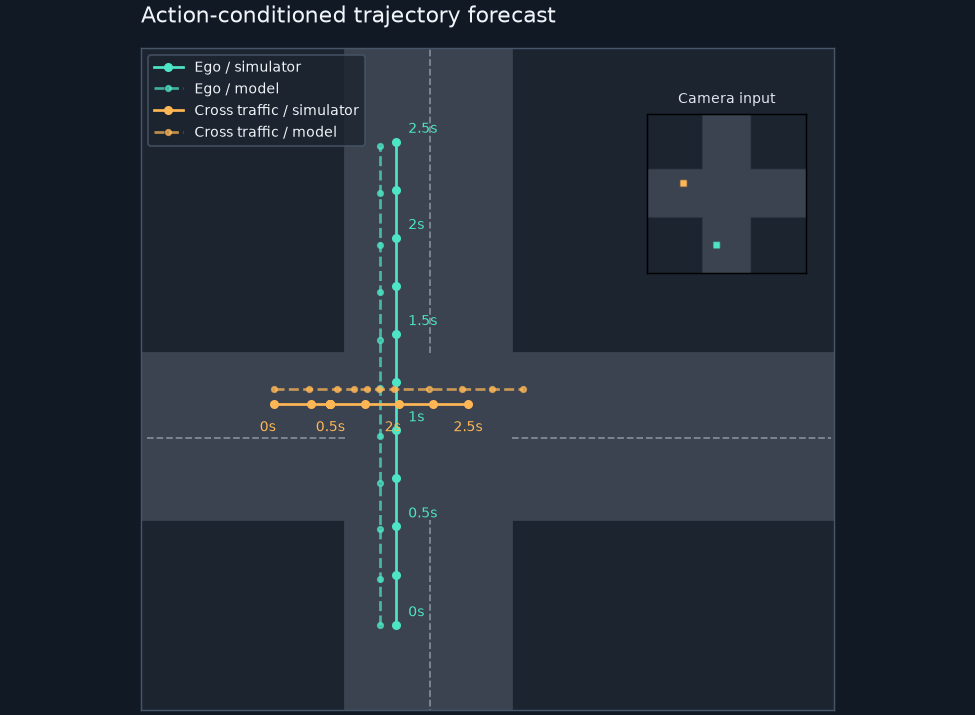 Action-conditioned trajectory forecast
Ego / simulator
Ego / model
Cross traffic / simulator
Cross traffic / model
Camera input
2.5s
2s
1.5s
1s
0s
0.5s
2s
2.5s
0.5s
0s